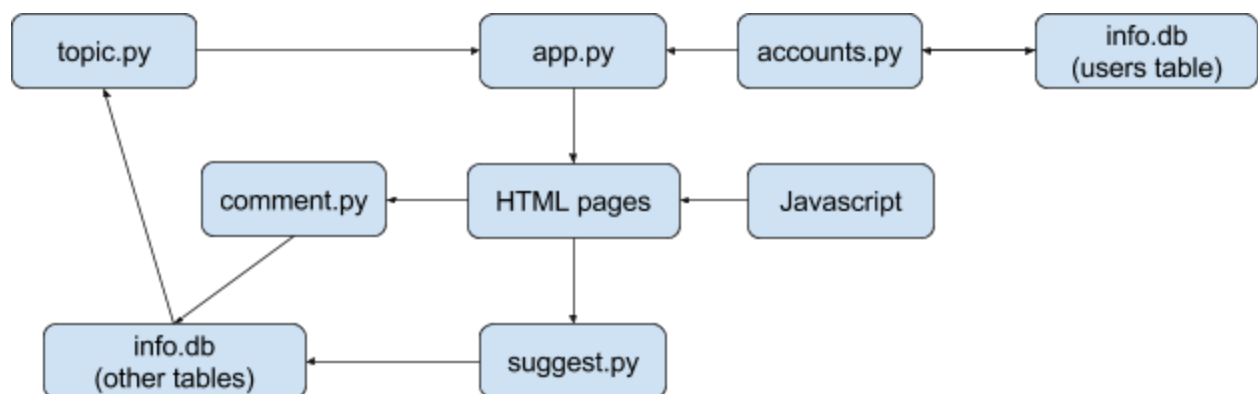 topic.py
app.py
accounts.py
info.db
(users table)
comment.py
HTML pages
Javascript
info.db
(other tables)
suggest.py